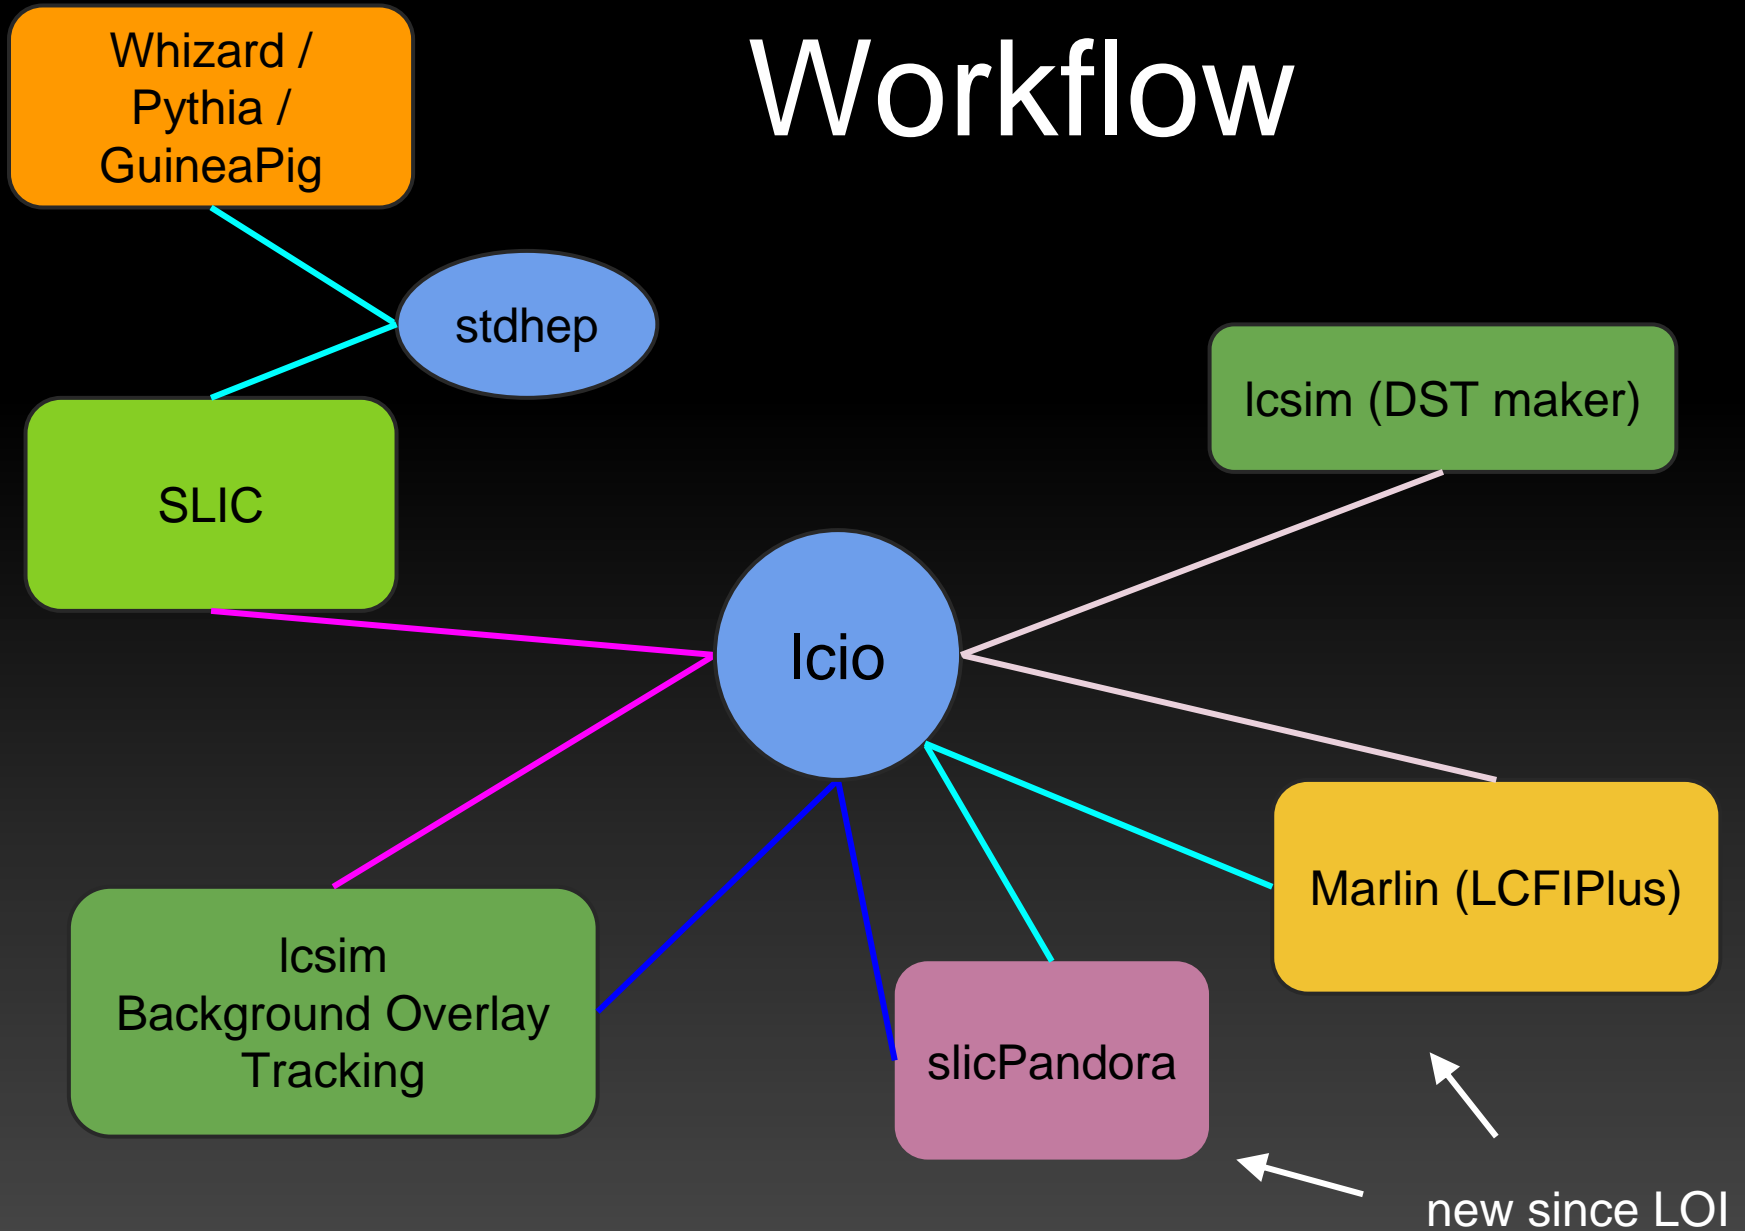 Workflow
Whizard /
Pythia /
GuineaPig
stdhep
SLIC
lcsim (DST maker)
lcio
Marlin (LCFIPlus)
lcsim
Background Overlay
Tracking
slicPandora
new since LOI